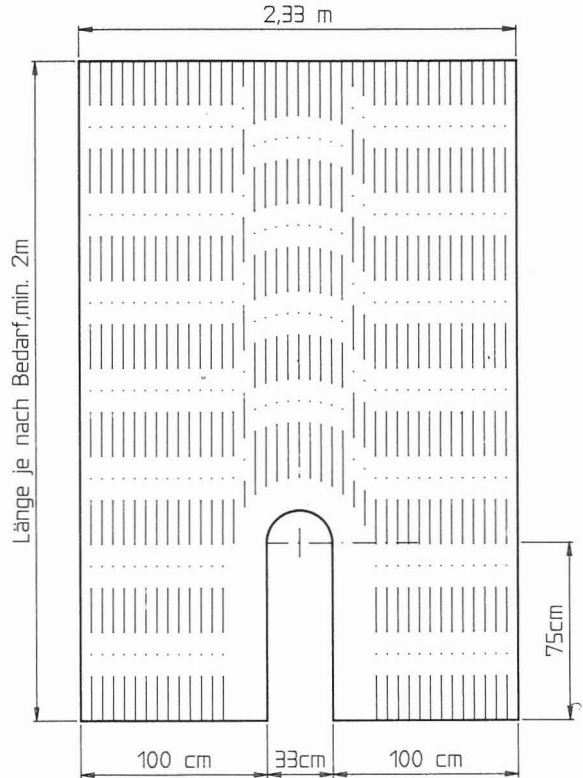 2,33 m
Länge je nach Bedarf,min. 2m
75cm
100 cm
33cm
100 cm